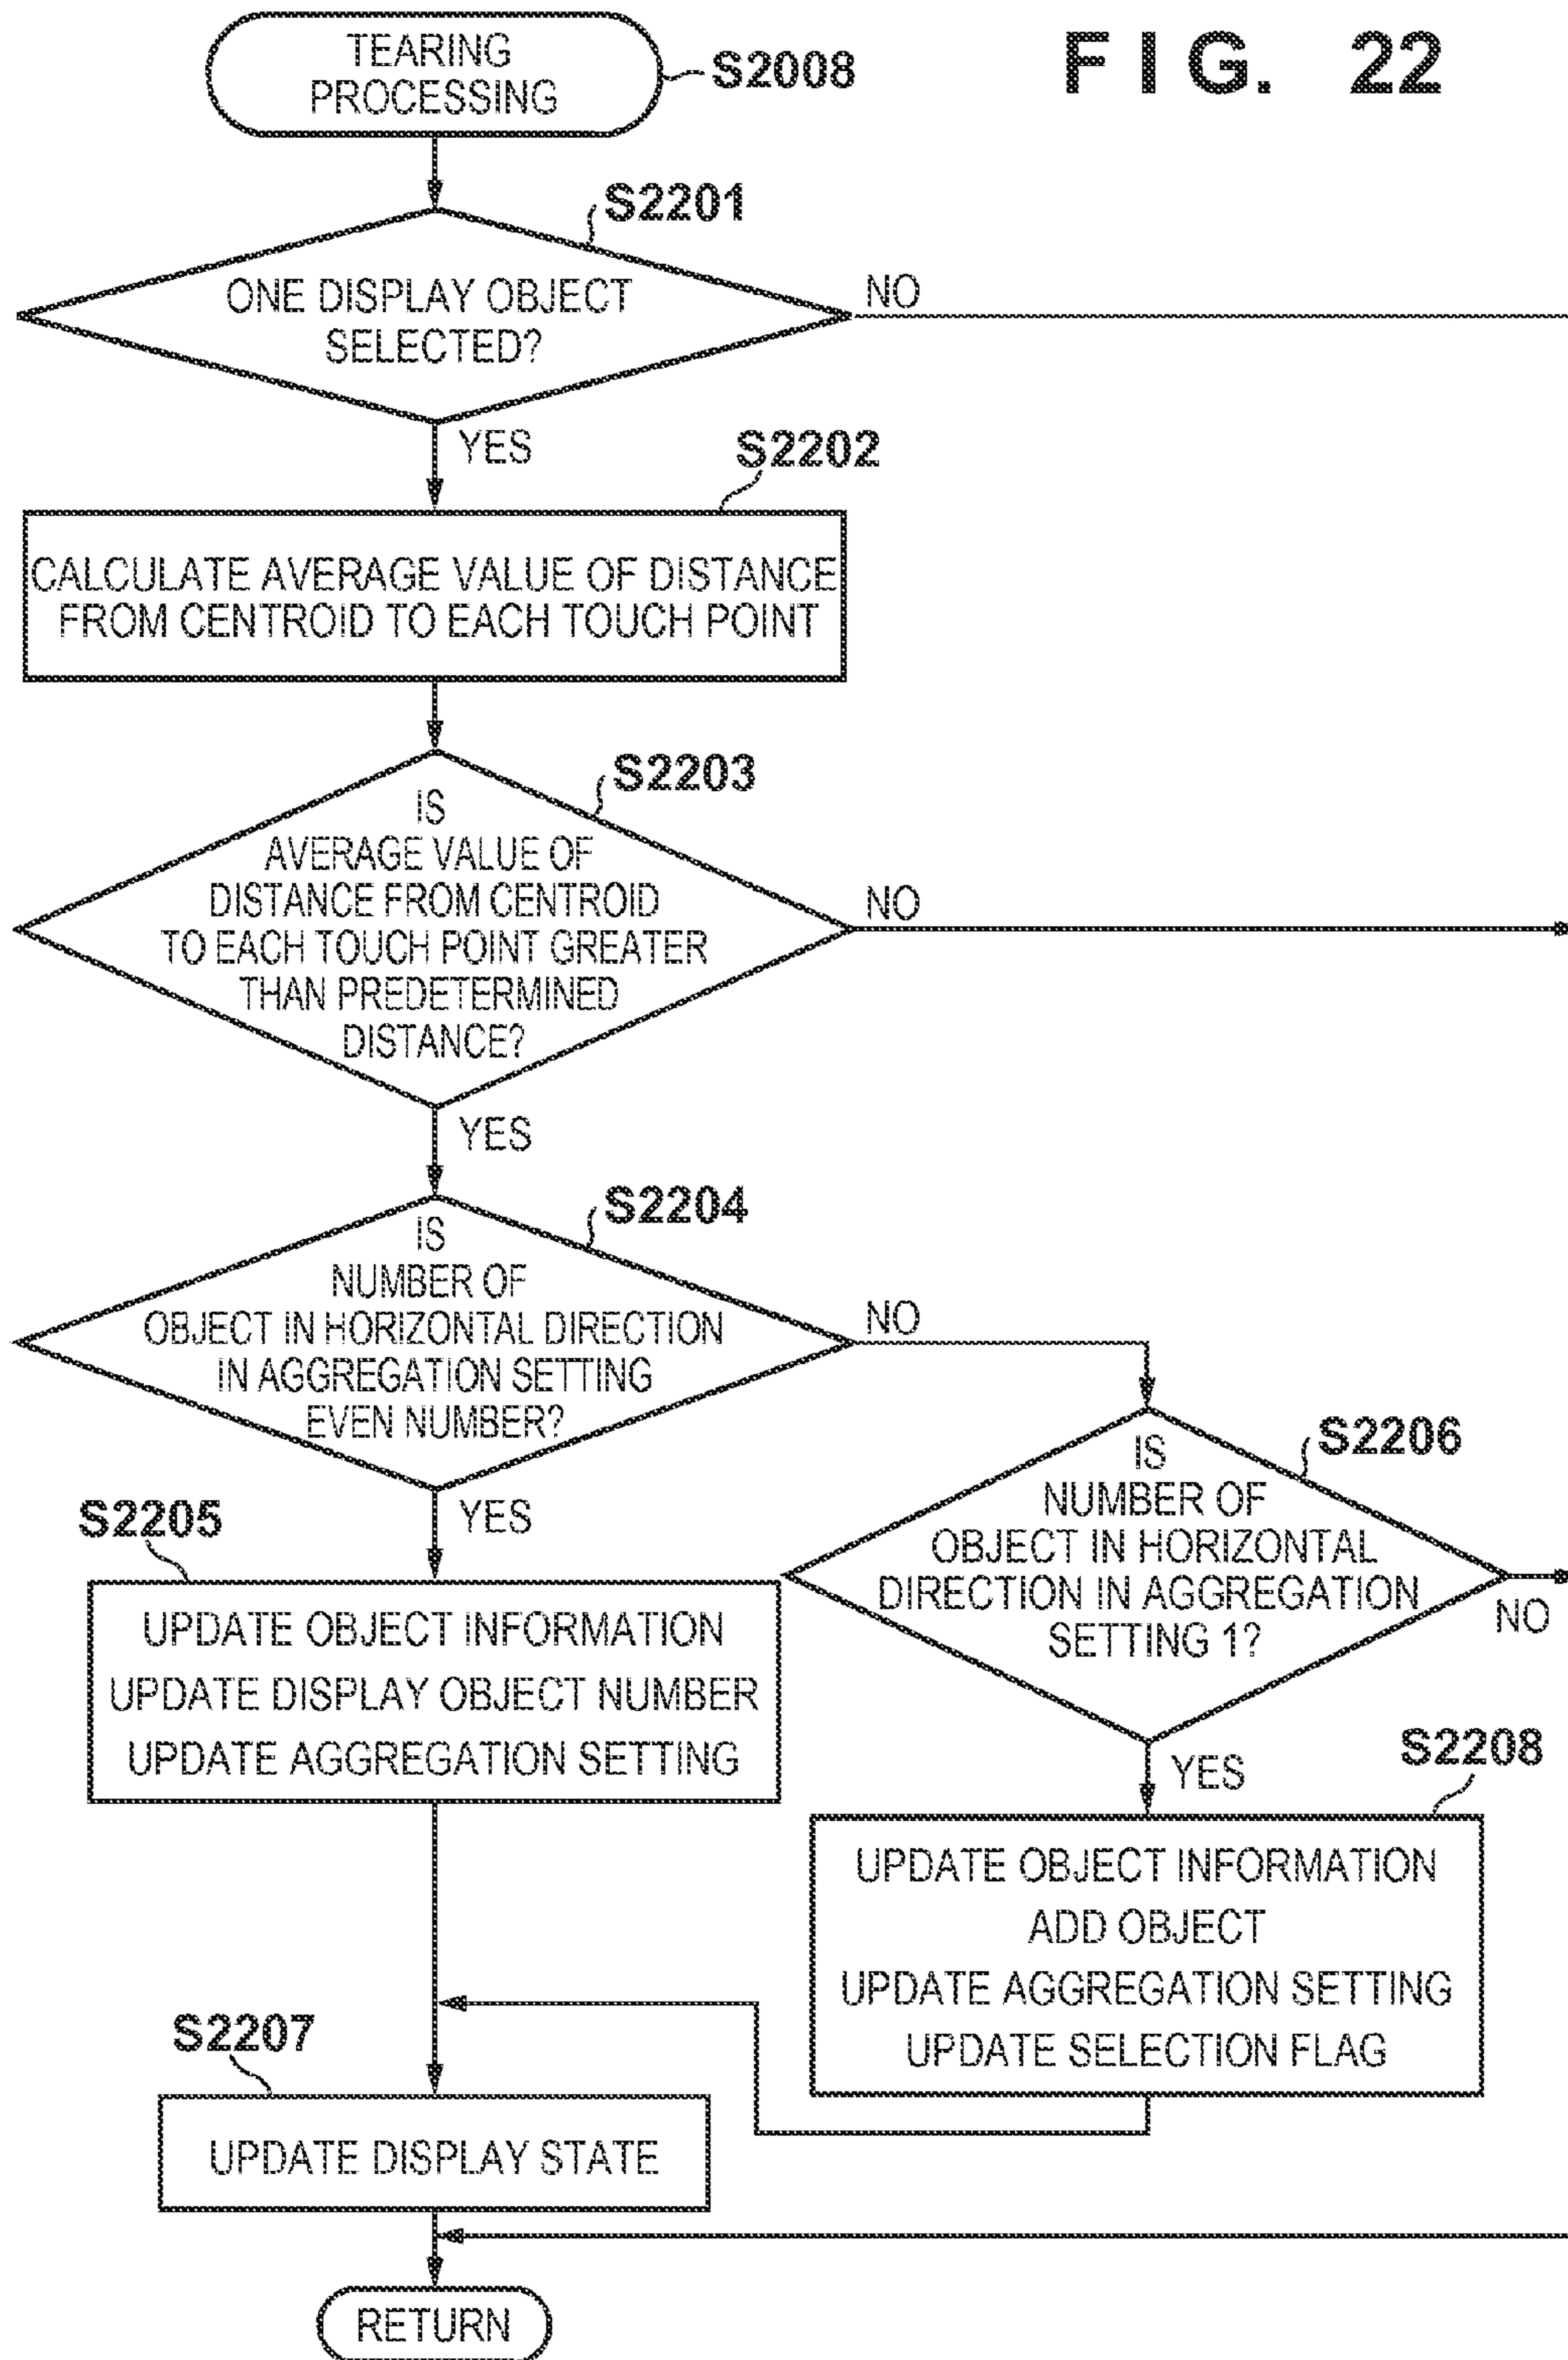 FIG. 22
TEARING
PROCESSING
S2008
S2201
ONE DISPLAY OBJECT
SELECTED?
NO
YES
S2202
CALCULATE AVERAGE VALUE OF DISTANCE
FROM CENTROID TO EACH TOUCH POINT
S2203
IS
AVERAGE VALUE OF
DISTANCE FROM CENTROID
TO EACH TOUCH POINT GREATER
THAN PREDETERMINED
DISTANCE?
NO
YES
S2204
IS
NUMBER OF
OBJECT IN HORIZONTAL DIRECTION
IN AGGREGATION SETTING
EVEN NUMBER?
NO
YES
S2205
UPDATE OBJECT INFORMATION
UPDATE DISPLAY OBJECT NUMBER
UPDATE AGGREGATION SETTING
S2206
IS
NUMBER OF
OBJECT IN HORIZONTAL
DIRECTION IN AGGREGATION
SETTING 1?
NO
YES
S2208
UPDATE OBJECT INFORMATION
ADD OBJECT
UPDATE AGGREGATION SETTING
UPDATE SELECTION FLAG
S2207
UPDATE DISPLAY STATE
RETURN